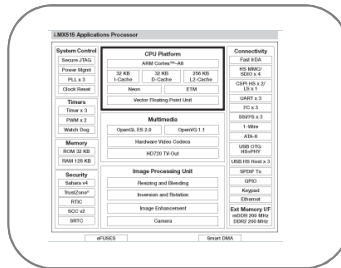 i.MX515 Applications Processor
System Control
Secure JTAG
Power Mgmt
PLL x 3
Clock Reset
Timers
Timer x 3
PWM x 2
Watch Dog
Memory
ROM 32 KB
RAM 128 KB
Security
Sahara v4
TrustZone®
RTIC
SCC v2
SRTC
CPU Platform
ARM Cortex™-A8
32 KB
I-Cache
32 KB
D-Cache
256 KB
L2-Cache
Neon
ETM
Vector Floating Point Unit
Multimedia
OpenGL ES 2.0
OpenVG 1.1
Hardware Video Codecs
HD720 TV-Out
Image Processing Unit
Resizing and Blending
Inversion and Rotation
Image Enhancement
Camera
Connectivity
Fast IrDA
HS MMC/
SDIO x 4
CSPI HS x 2/
LS x 1
UART x 3
I²C x 3
SSI/I²S x 3
1-Wire
ATA-6
USB OTG
HS+PHY
USB HS Host x 3
SPDIF Tx
GPIO
Keypad
Ethernet
Ext Memory I/F
mDDR 200 MHz
DDR2 200 MHz
eFUSES
Smart DMA